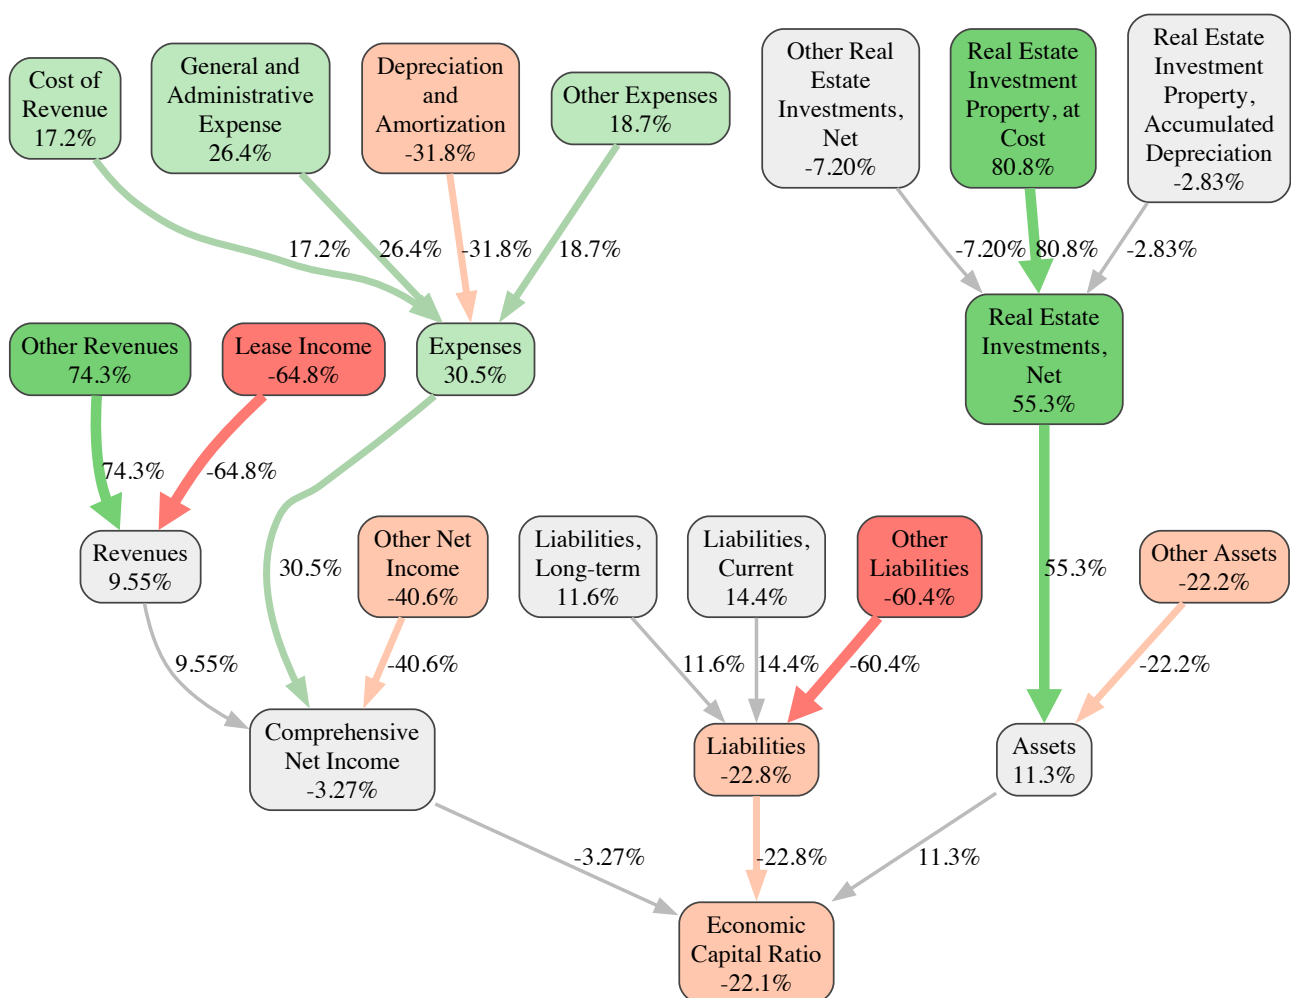 Cost of
Revenue
17.2%
General and
Administrative
Expense
26.4%
Depreciation
and
Amortization
-31.8%
Other Expenses
18.7%
Other Real
Estate
Investments,
Net
-7.20%
Real Estate
Investment
Property, at
Cost
80.8%
Real Estate
Investment
Property,
Accumulated
Depreciation
-2.83%
17.2%
26.4%
-31.8%
18.7%
-7.20%
80.8%
-2.83%
Other Revenues
74.3%
Lease Income
-64.8%
Expenses
30.5%
Real Estate
Investments,
Net
55.3%
74.3%
-64.8%
Revenues
9.55%
30.5%
Other Net
Income
-40.6%
Liabilities,
Long-term
11.6%
Liabilities,
Current
14.4%
Other
Liabilities
-60.4%
55.3%
Other Assets
-22.2%
9.55%
-40.6%
11.6%
14.4%
-60.4%
-22.2%
Comprehensive
Net Income
-3.27%
Liabilities
-22.8%
Assets
11.3%
-3.27%
-22.8%
11.3%
Economic
Capital Ratio
-22.1%